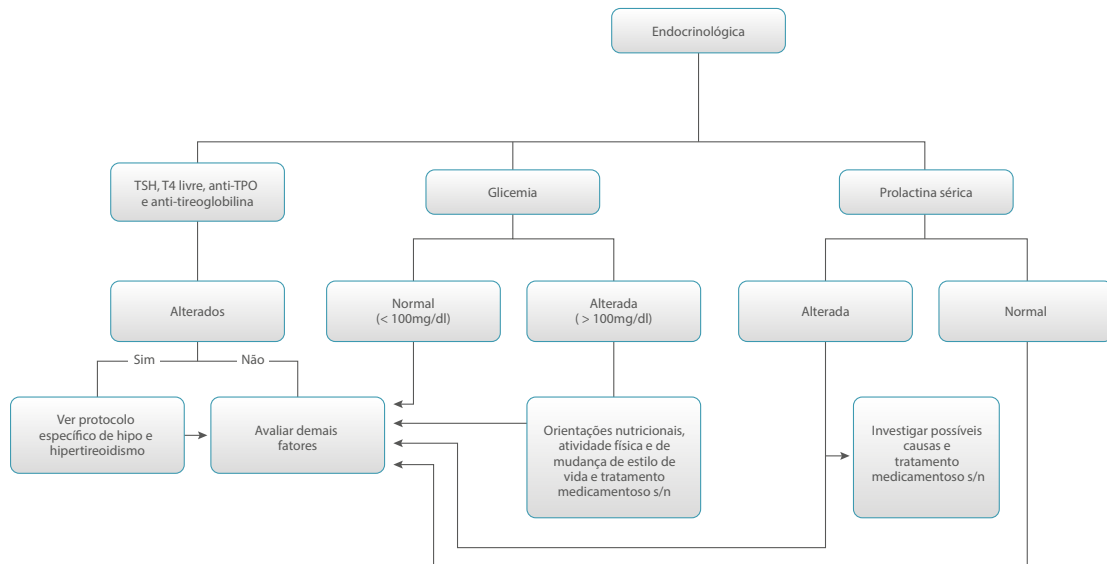 Endocrinológica
TSH, T4 livre, anti-TPO
e anti-tireoglobilina
Glicemia
Prolactina sérica
Alterados
Normal
(< 100mg/dl)
Alterada
( > 100mg/dl)
Alterada
Normal
Sim
Não
Ver protocolo
específico de hipo e
hipertireoidismo
Avaliar demais
fatores
Orientações nutricionais,
atividade física e de
mudança de estilo de
vida e tratamento
medicamentoso s/n
Investigar possíveis
causas e
tratamento
medicamentoso s/n